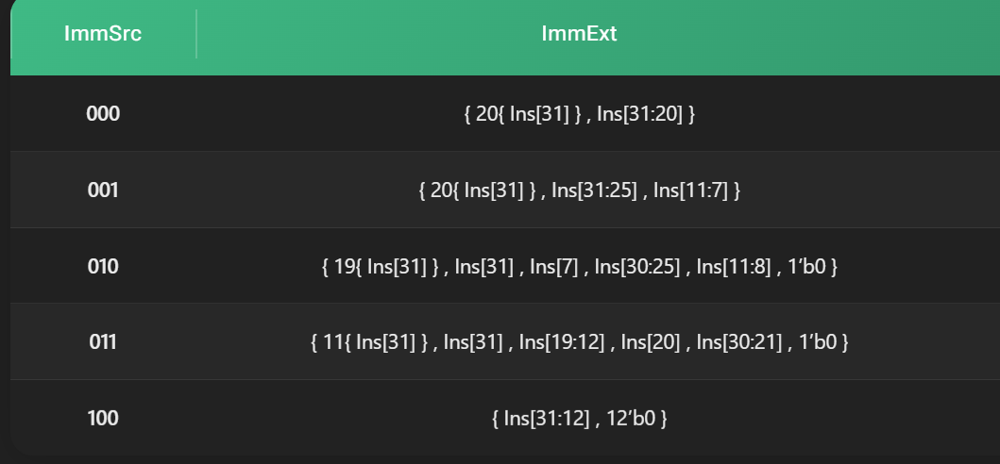 ImmSrc ImmExt
000 { 20{ Ins[31] } , Ins[31:20] }
001 { 20{ Ins[31] } , Ins[31:25] , Ins[11:7] }
010 { 19{ Ins[31] } , Ins[31] , Ins[7] , Ins[30:25] , Ins[11:8] , 1’b0 }
011 { 11{ Ins[31] } , Ins[31] , Ins[19:12] , Ins[20] , Ins[30:21] , 1’b0 }
100 { Ins[31:12] , 12’b0 }